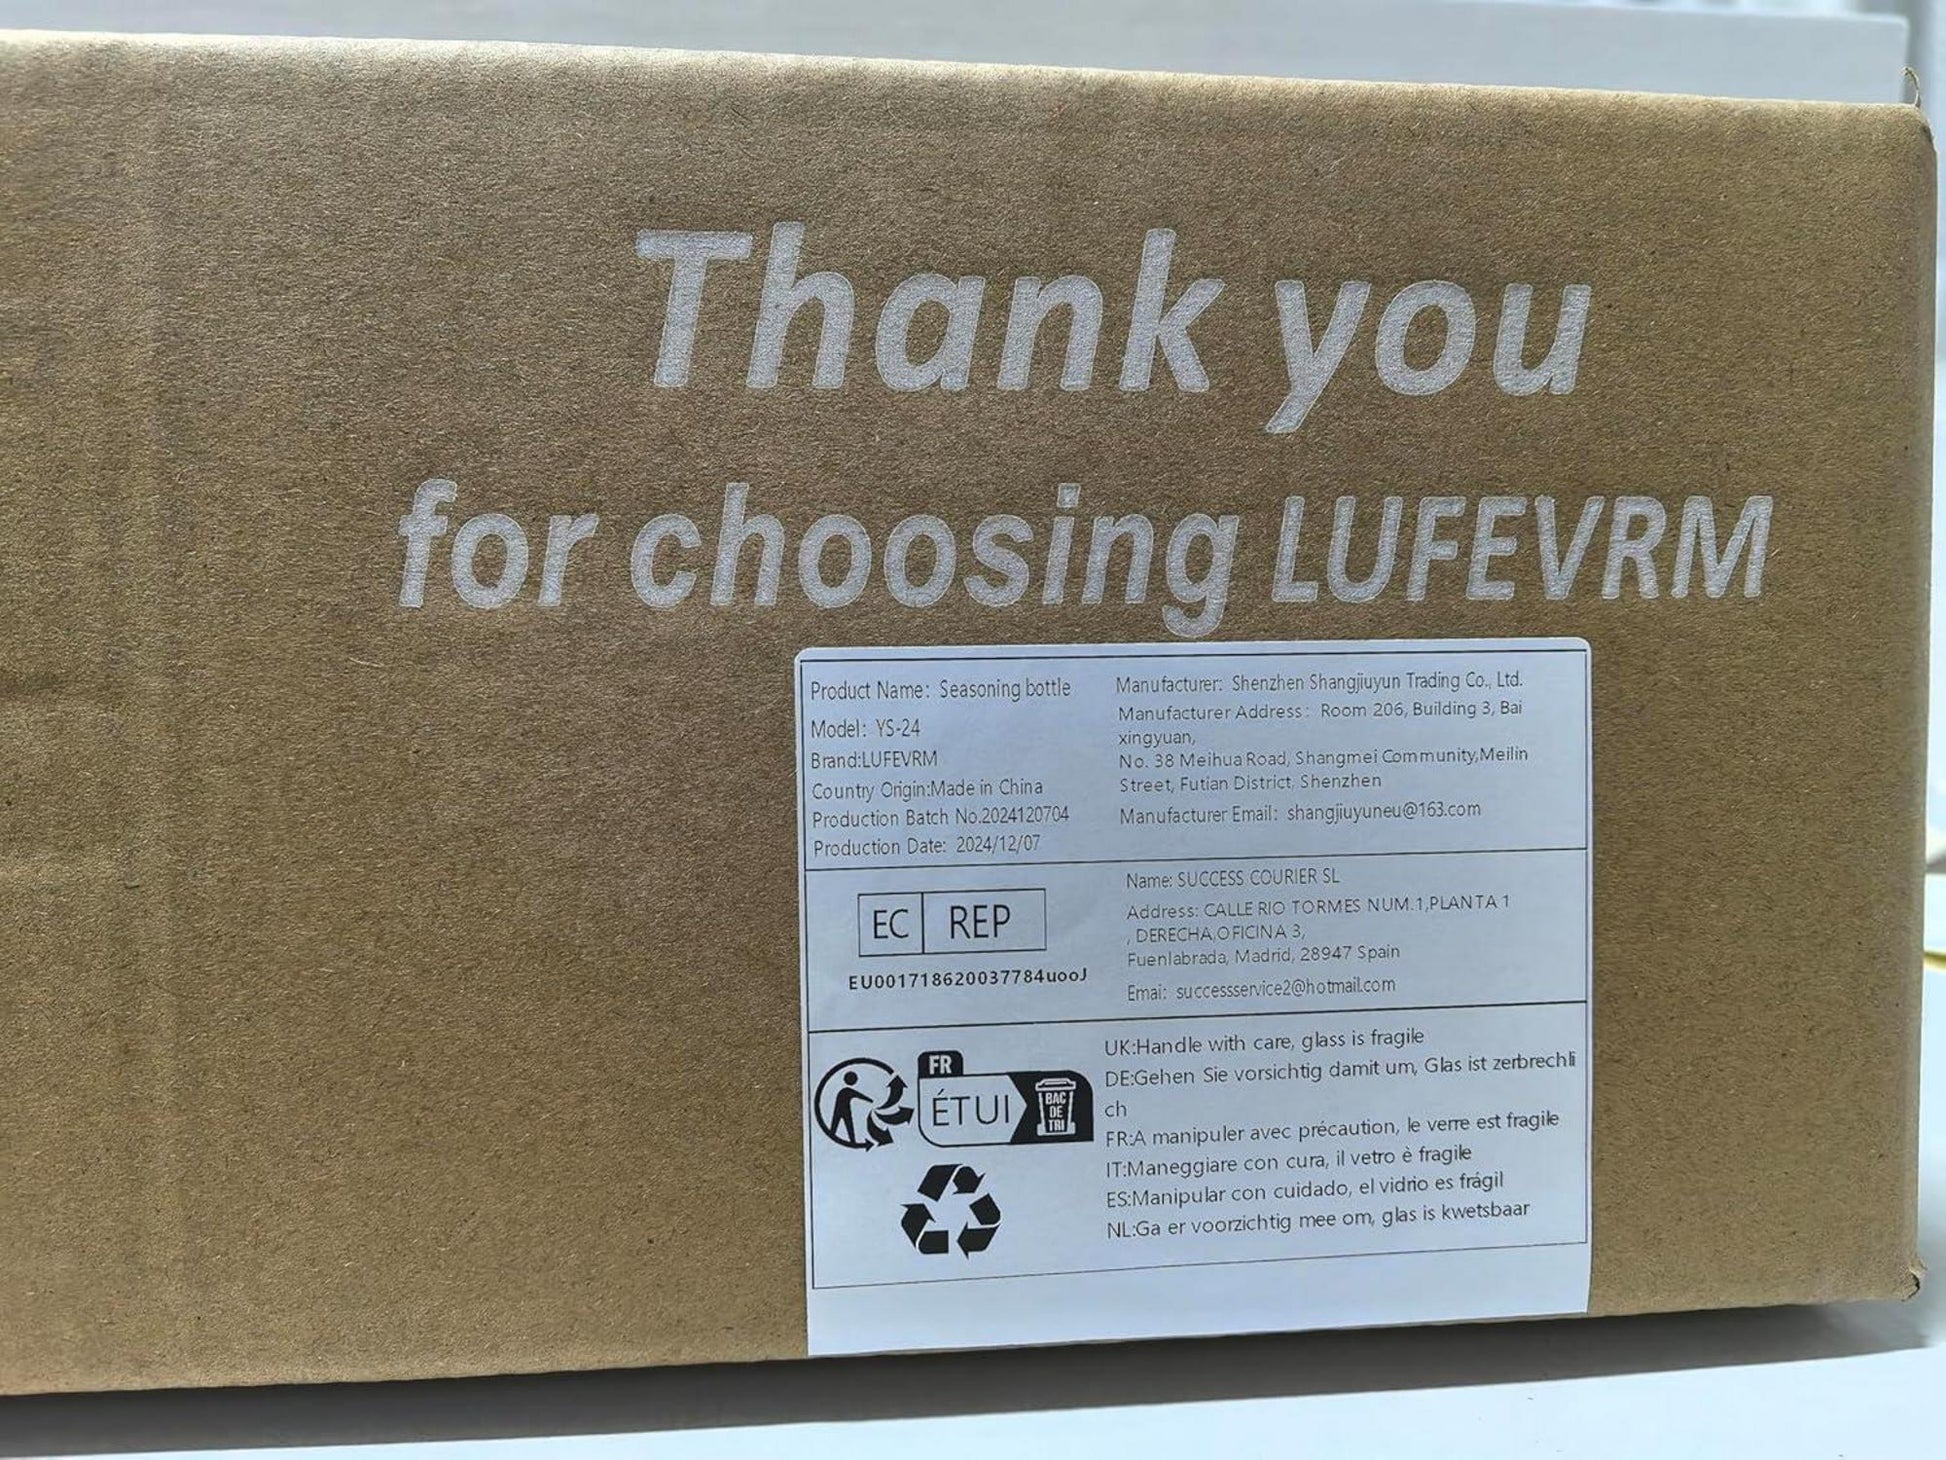 Thank you
for choosing LUFEVRM
Product Name: Seasoning bottle
Model: YS-24
Brand:LUFEVRM
Country Origin:Made in China
Production Batch No.2024120704
Production Date: 2024/12/07
Manufacturer: Shenzhen Shangjiuyun Trading Co., Ltd.
Manufacturer Address: Room 206, Building 3, Bai
xingyuan,
No. 38 Meihua Road, Shangmei Community,Meilin
Street, Futian District, Shenzhen
Manufacturer Email: shangjiuyuneu@163.com
EC REP
EU001718620037784uooJ
Name: SUCCESS COURIER SL
Address: CALLE RIO TORMES NUM.1,PLANTA 1
, DERECHA,OFICINA 3,
Fuenlabrada, Madrid, 28947 Spain
Emai: successservice2@hotmail.com
FR
ÉTUI
BAC
DE
TRI
UK:Handle with care, glass is fragile
DE:Gehen Sie vorsichtig damit um, Glas ist zerbrechli
ch
FR:A manipuler avec précaution, le verre est fragile
IT:Maneggiare con cura, il vetro è fragile
ES:Manipular con cuidado, el vidrio es frágil
NL:Ga er voorzichtig mee om, glas is kwetsbaar